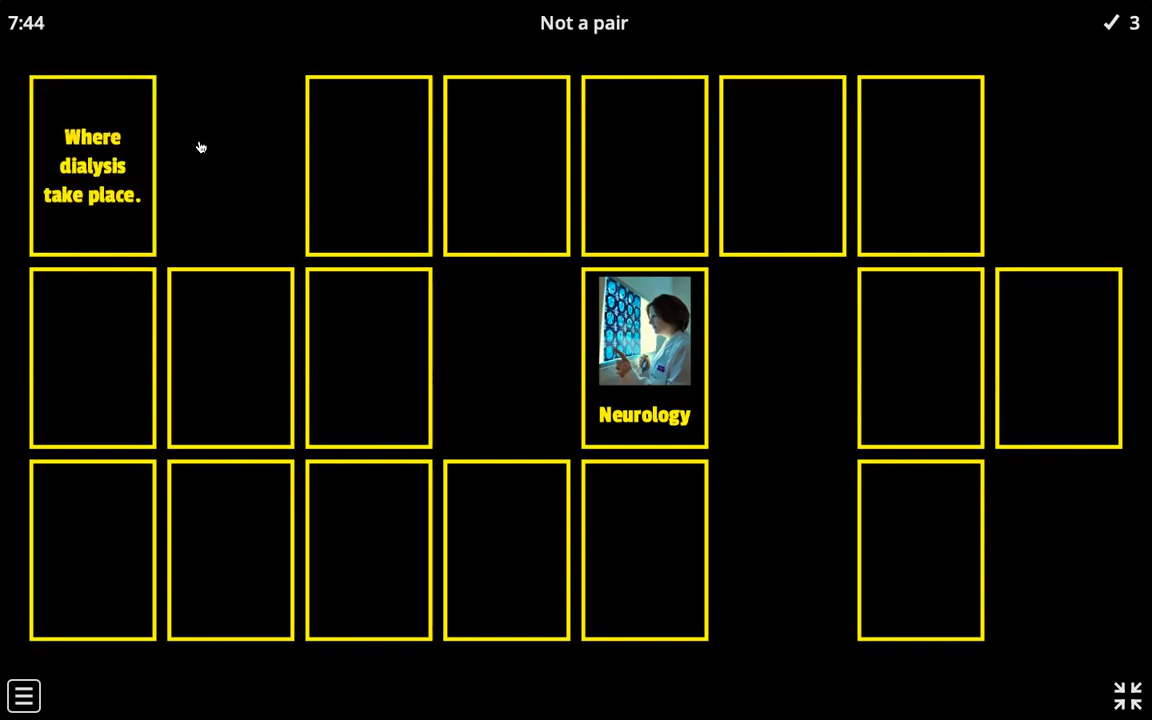 7:44
Not a pair
3
Where
dialysis
take place.
Neurology